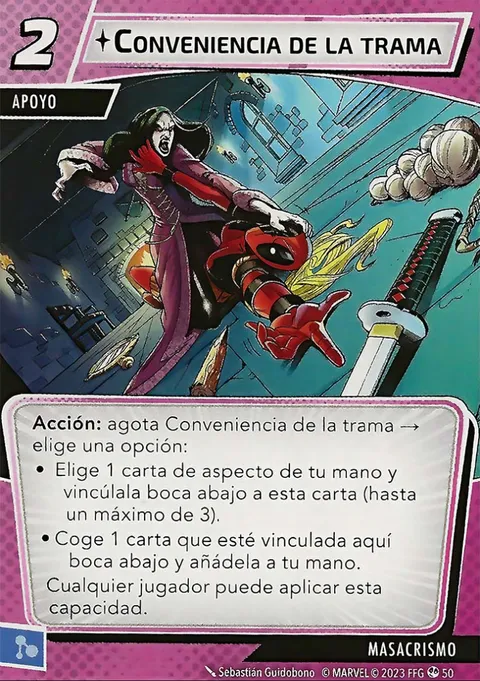 2
CONVENIENCIA DE LA TRAMA
APOYO
Acción: agota Conveniencia de la trama →
elige una opción:
• Elige 1 carta de aspecto de tu mano y
vincúlala boca abajo a esta carta (hasta
un máximo de 3).
• Coge 1 carta que esté vinculada aquí
boca abajo y añádela a tu mano.
Cualquier jugador puede aplicar esta
capacidad.
MASACRISMO
Sebastián Guidobono © MARVEL © 2023 FFG 50